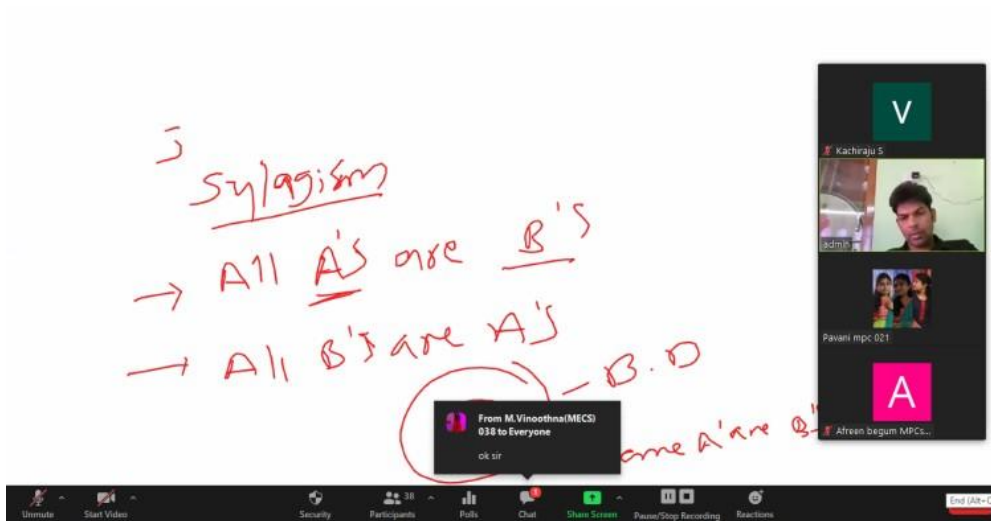 Sylagism
→ All A's are B's
→ All B's are A's
- B.D
are B'
V
Kachiraju S
admin
Pavani mpc 021
A
Afreen begum MPCs...
From M.Vinoothna(MECS)
038 to Everyone
ok sir
Unmute
Start Video
Security
38
Participants
Polls
Chat
Share Screen
Pause/Stop Recording
Reactions
End (Alt+